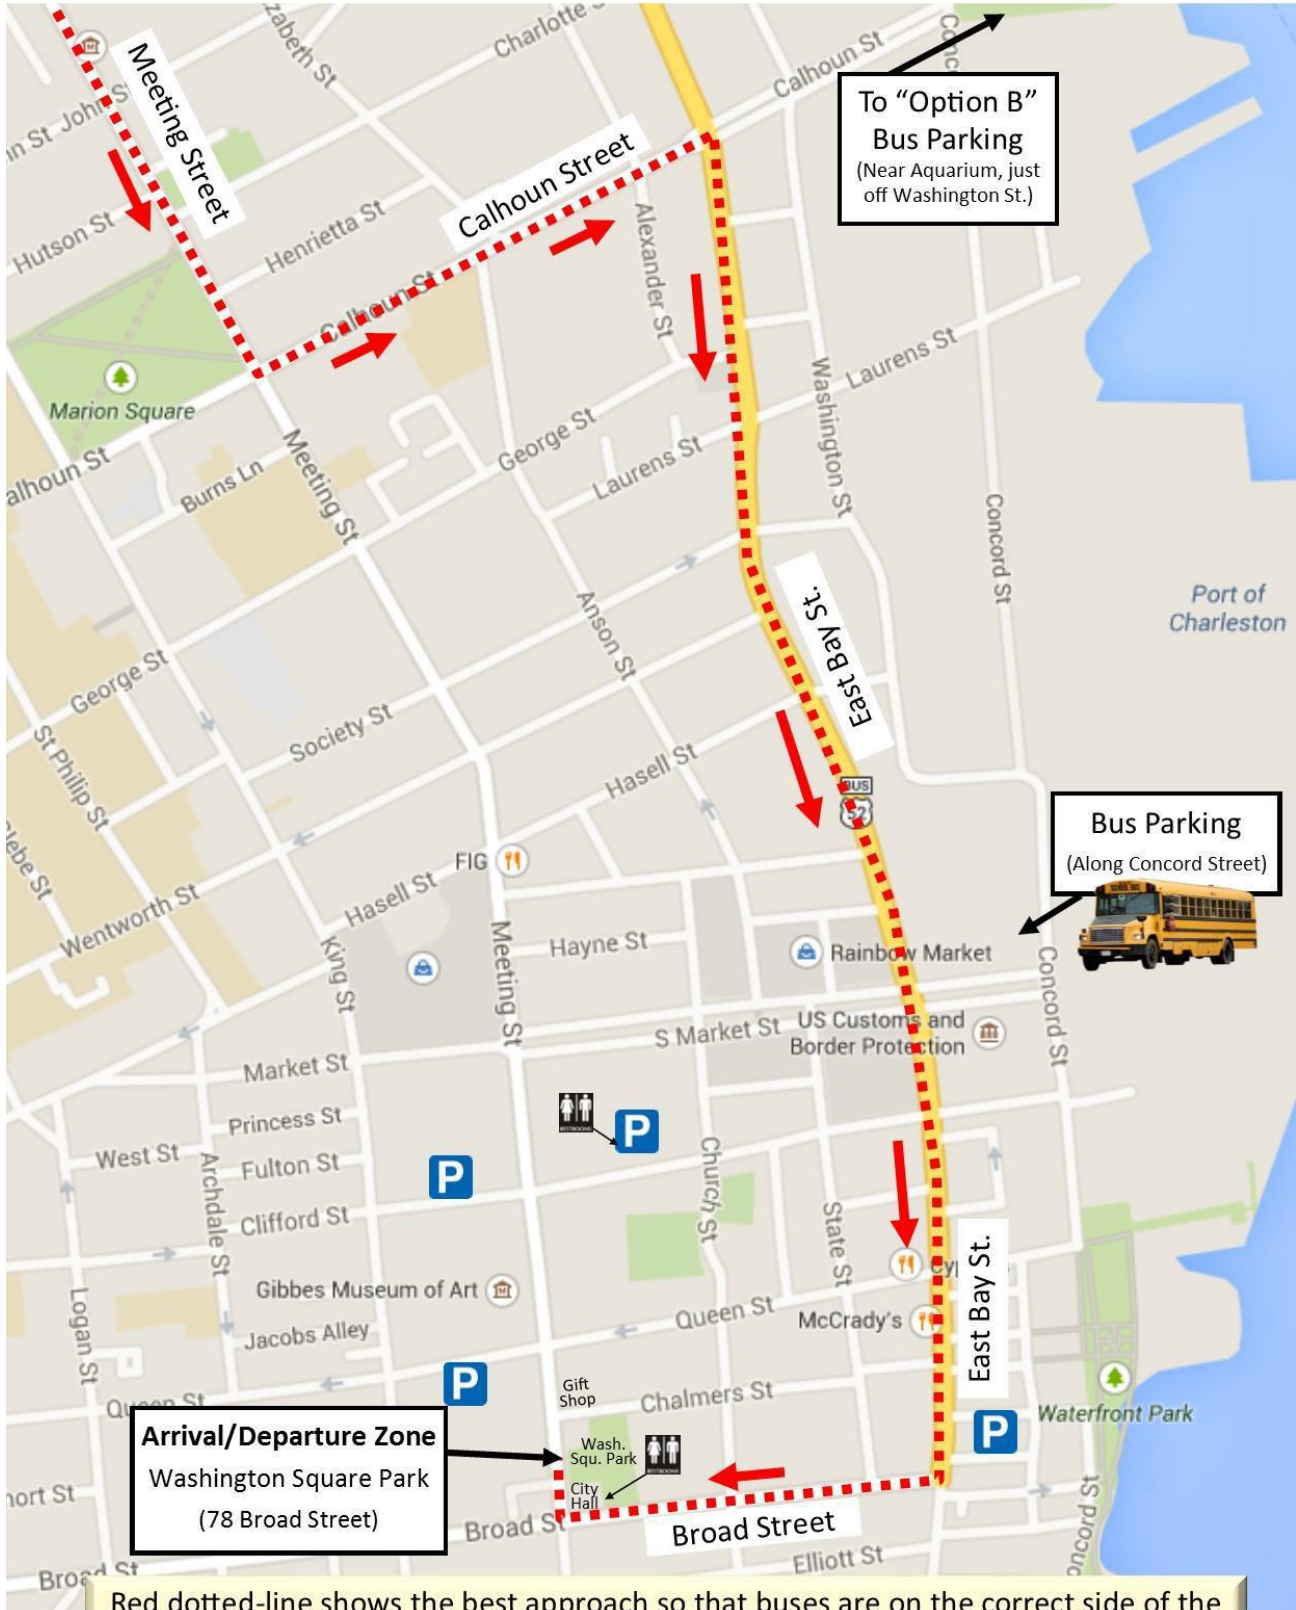 Charlotte S
Calhoun St
To "Option B"
Bus Parking
(Near Aquarium, just
off Washington St.)
Meeting Street
Calhoun Street
Hutson St
Henrietta St
Alexander St
Calhoun St
Marion Square
Laurens St
Washington St
George St
Laurens St
Burns Ln
Meeting St
Concord St
Port of
Charleston
East Bay St.
Anson St
George St
Society St
St Philip St
Hasell St
BUS
52
Bus Parking
(Along Concord Street)
SCHOOL BUS
FIG
Hasell St
Wentworth St
King St
Meeting St
Hayne St
Rainbow Market
Concord St
S Market St
US Customs and
Border Protection
Market St
Princess St
RESTROOMS
P
West St
Fulton St
P
Archdale St
Church St
Clifford St
State St
East Bay St.
Gibbes Museum of Art
Queen St
McCrady's
Logan St
Jacobs Alley
P
Gift
Shop
Chalmers St
Waterfront Park
P
Arrival/Departure Zone
Washington Square Park
(78 Broad Street)
Wash.
Squ. Park
RESTROOMS
City
Hall
Broad St
Broad Street
Elliott St
Broad St
Red dotted-line shows the best approach so that buses are on the correct side of the